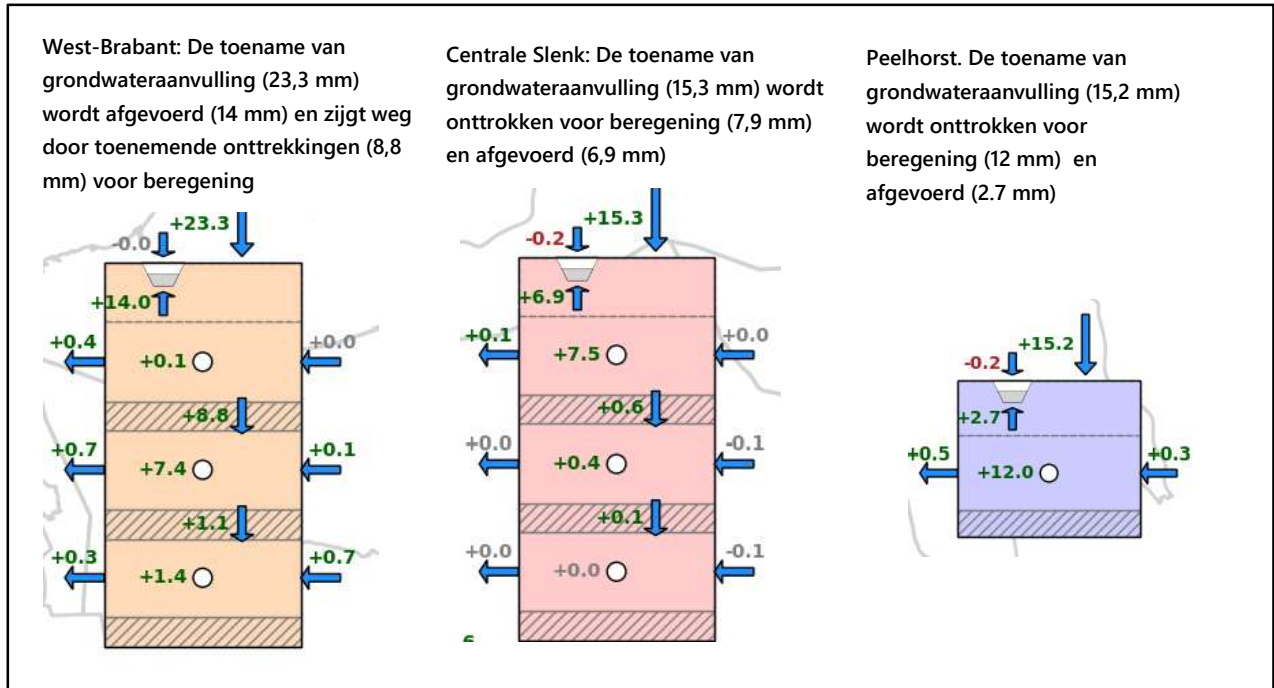 West-Brabant: De toename van
grondwateraanvulling (23,3 mm)
wordt afgevoerd (14 mm) en zijgt weg
door toenemende onttrekkingen (8,8
mm) voor beregening
+23.3
-0.0
+14.0
+0.4
+0.1
+0.0
+8.8
+0.7
+7.4
+0.1
+1.1
+0.3
+1.4
+0.7
Centrale Slenk: De toename van
grondwateraanvulling (15,3 mm) wordt
onttrokken voor beregening (7,9 mm)
en afgevoerd (6,9 mm)
+15.3
-0.2
+6.9
+0.1
+7.5
+0.0
+0.6
+0.0
+0.4
-0.1
+0.1
+0.0
+0.0
-0.1
Peelhorst. De toename van
grondwateraanvulling (15,2 mm)
wordt onttrokken voor
beregening (12 mm) en
afgevoerd (2.7 mm)
+15.2
-0.2
+2.7
+0.5
+12.0
+0.3